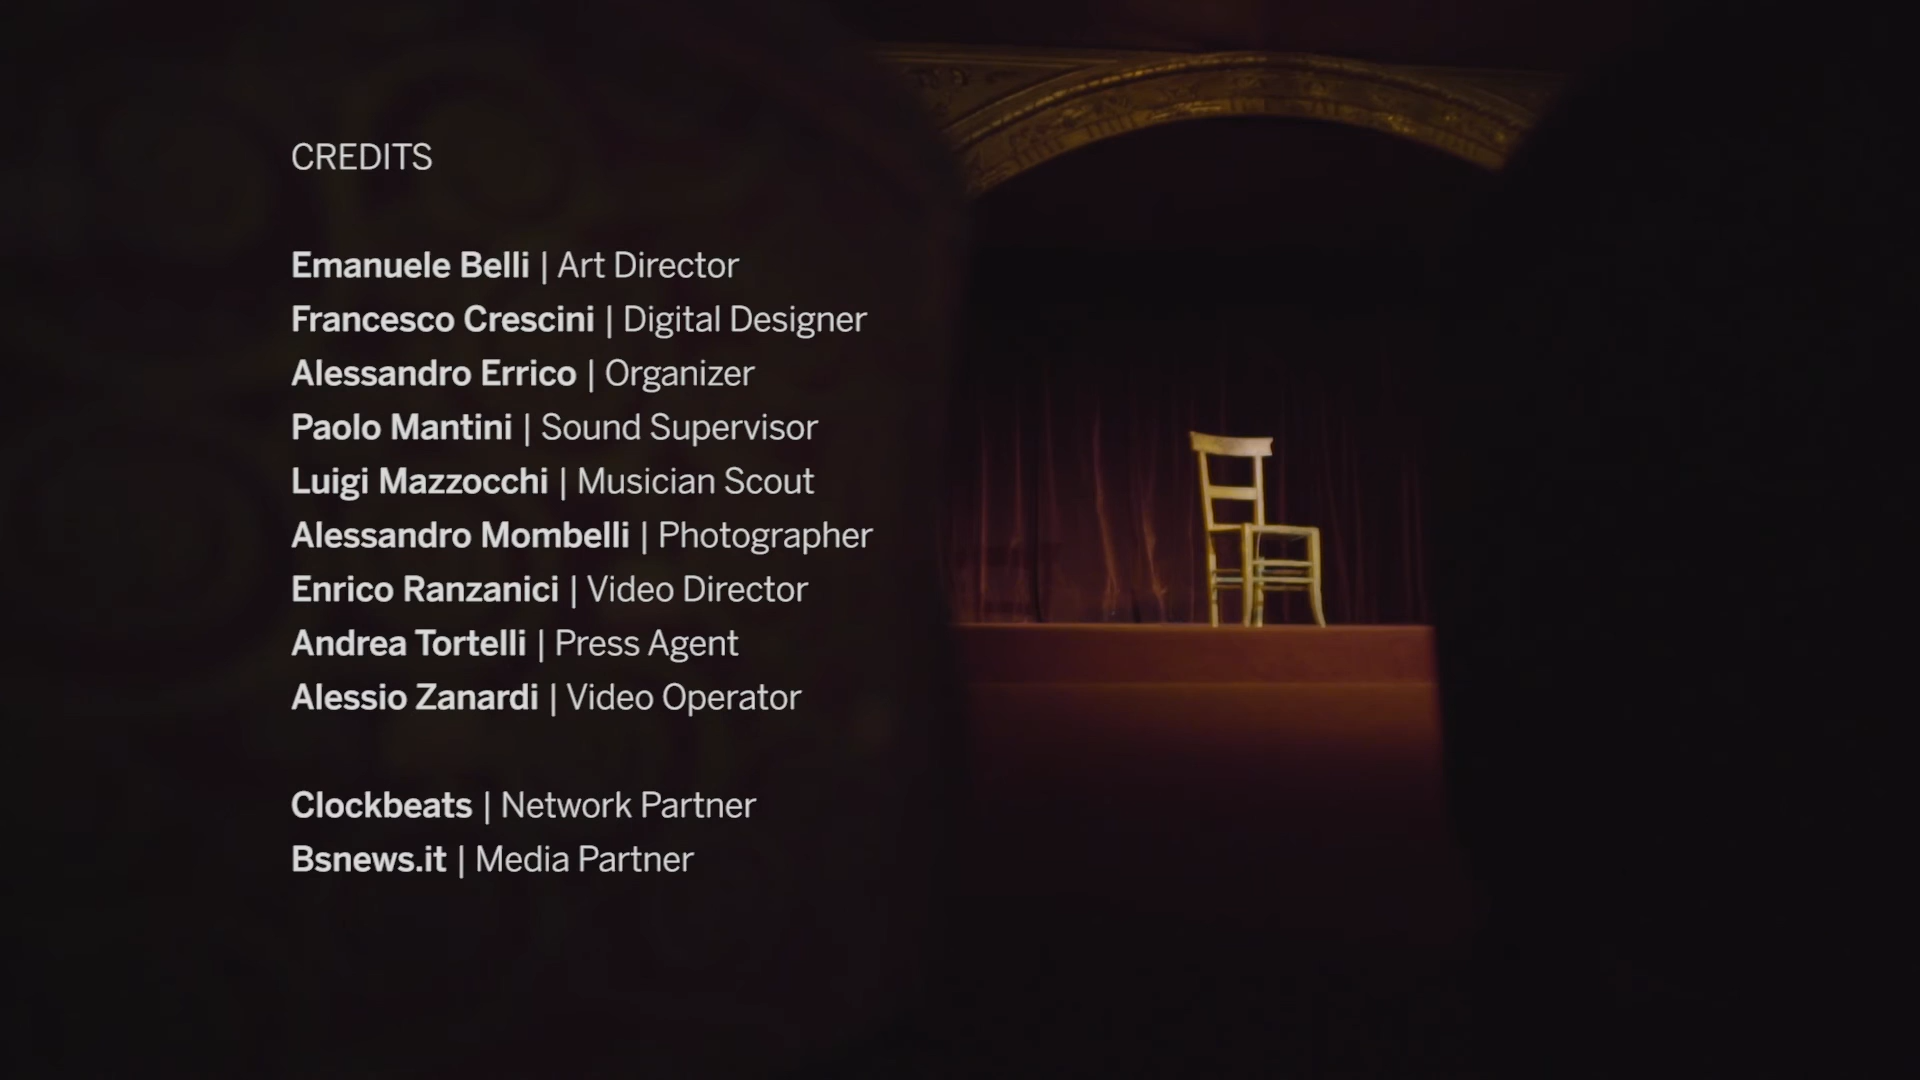 CREDITS
Emanuele Belli | Art Director
Francesco Crescini | Digital Designer
Alessandro Errico | Organizer
Paolo Mantini | Sound Supervisor
Luigi Mazzocchi | Musician Scout
Alessandro Mombelli | Photographer
Enrico Ranzanici | Video Director
Andrea Tortelli | Press Agent
Alessio Zanardi | Video Operator
Clockbeats | Network Partner
Bsnews.it | Media Partner